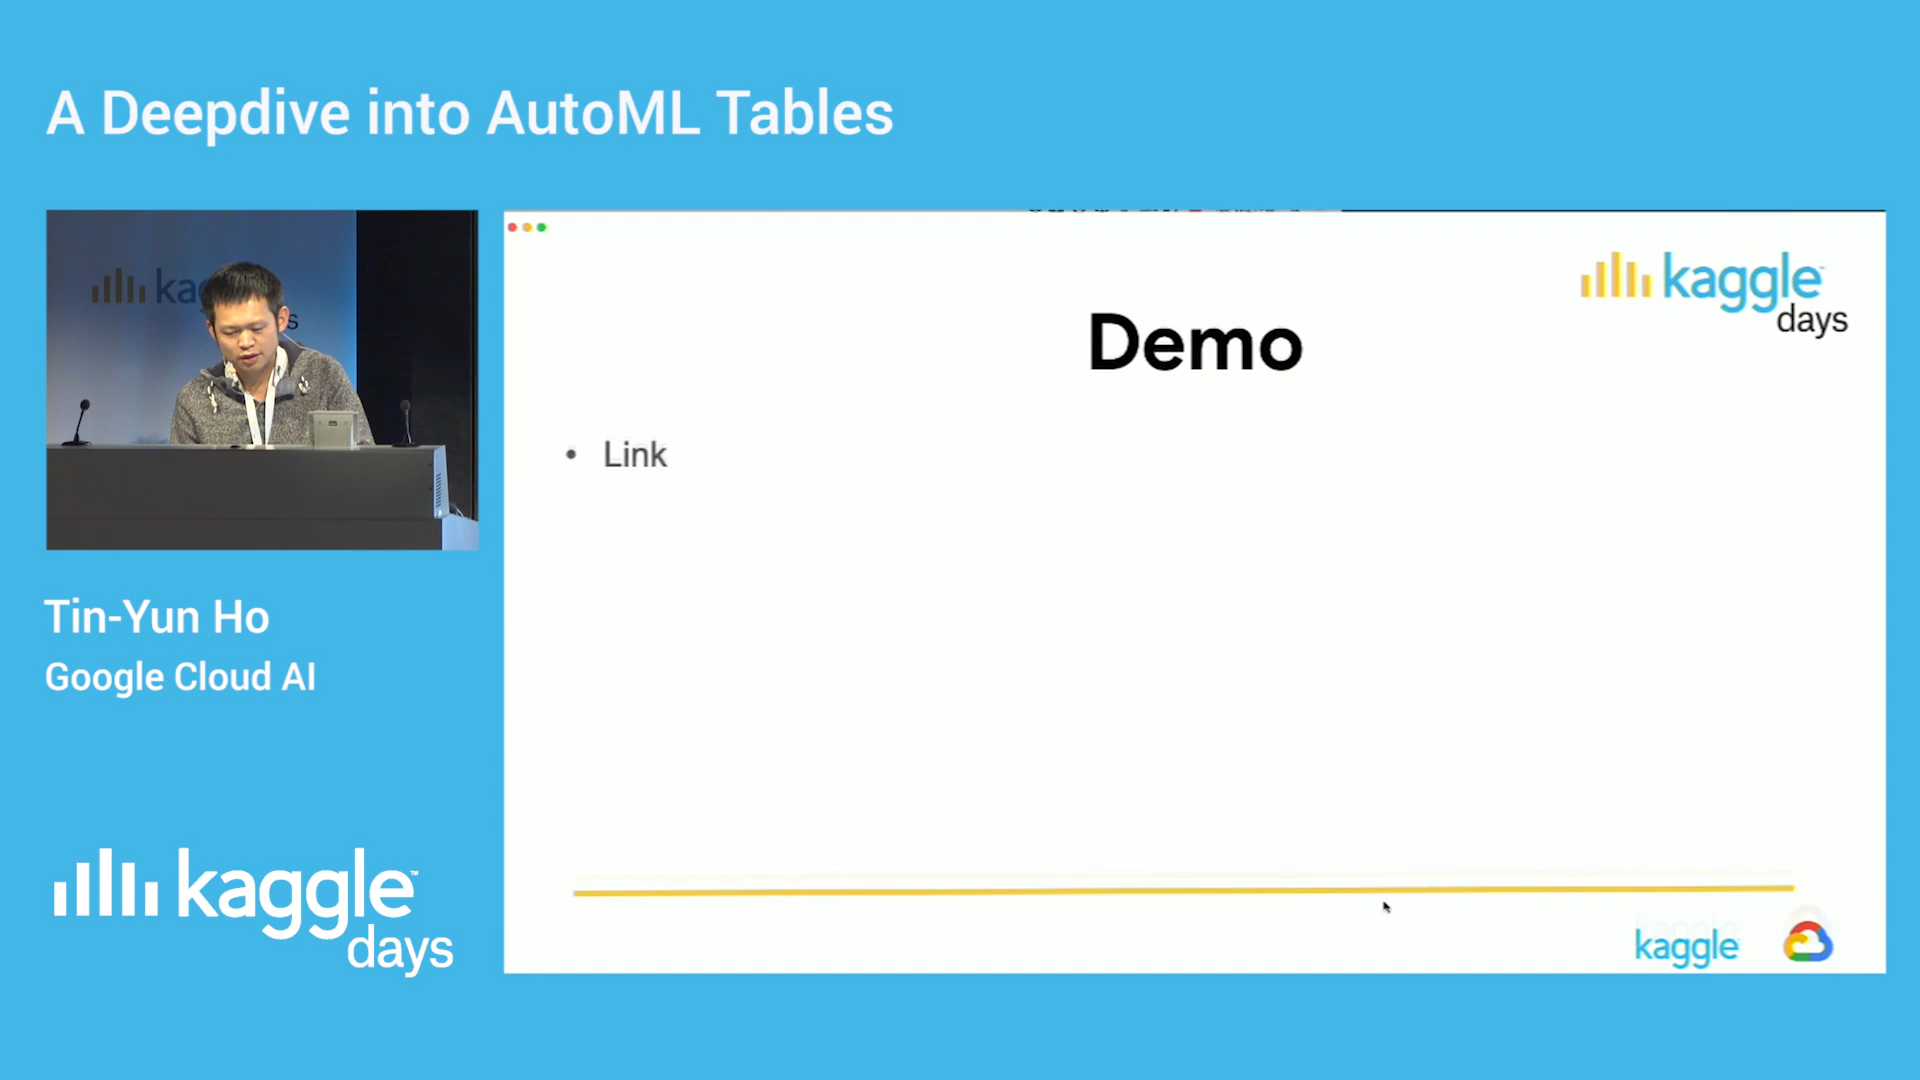 A Deepdive into AutoML Tables
kaggle
days
Demo
• Link
Tin-Yun Ho
Google Cloud AI
kaggle
days
kaggle